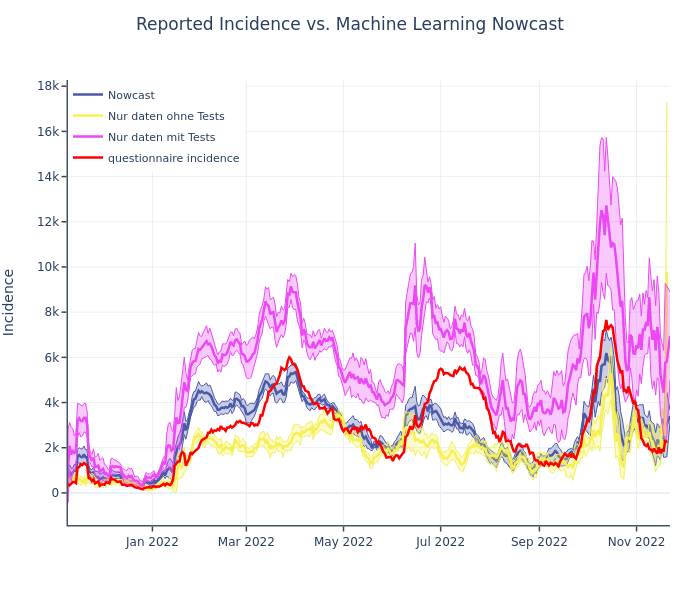 Reported Incidence vs. Machine Learning Nowcast
Incidence
18k
16k
14k
12k
10k
8k
6k
4k
2k
0
Nowcast
Nur daten ohne Tests
Nur daten mit Tests
questionnaire incidence
Jan 2022
Mar 2022
May 2022
Jul 2022
Sep 2022
Nov 2022